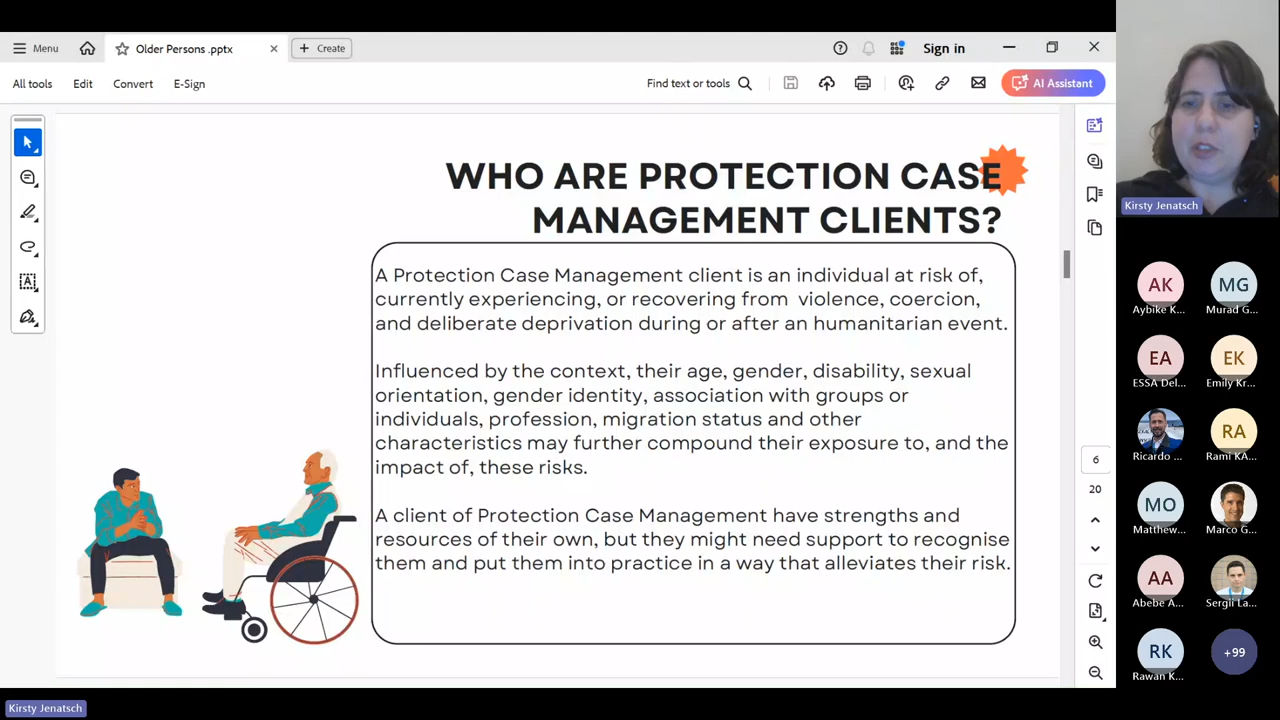 Menu
Older Persons .pptx
Create
Sign in
All tools
Edit
Convert
E-Sign
Find text or tools
AI Assistant
WHO ARE PROTECTION CASE
MANAGEMENT CLIENTS?
A Protection Case Management client is an individual at risk of,
currently experiencing, or recovering from violence, coercion,
and deliberate deprivation during or after an humanitarian event.
Influenced by the context, their age, gender, disability, sexual
orientation, gender identity, association with groups or
individuals, profession, migration status and other
characteristics may further compound their exposure to, and the
impact of, these risks.
A client of Protection Case Management have strengths and
resources of their own, but they might need support to recognise
them and put them into practice in a way that alleviates their risk.
6
20
Kirsty Jenatsch
AK
Aybike K...
MG
Murad G...
EA
ESSA Del...
EK
Emily Kr...
Ricardo ...
RA
Rami KA...
MO
Matthew...
Marco G...
AA
Abebe A...
Sergii La...
RK
Rawan K...
+99
Kirsty Jenatsch